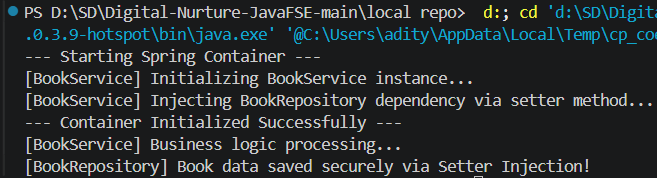 PS D:\SD\Digital-Nurture-JavaFSE-main\local repo>  d:; cd 'd:\SD\Digita
.0.3.9-hotspot\bin\java.exe' '@C:\Users\adity\AppData\Local\Temp\cp_coc
--- Starting Spring Container ---
[BookService] Initializing BookService instance...
[BookService] Injecting BookRepository dependency via setter method...
--- Container Initialized Successfully ---
[BookService] Business logic processing...
[BookRepository] Book data saved securely via Setter Injection!